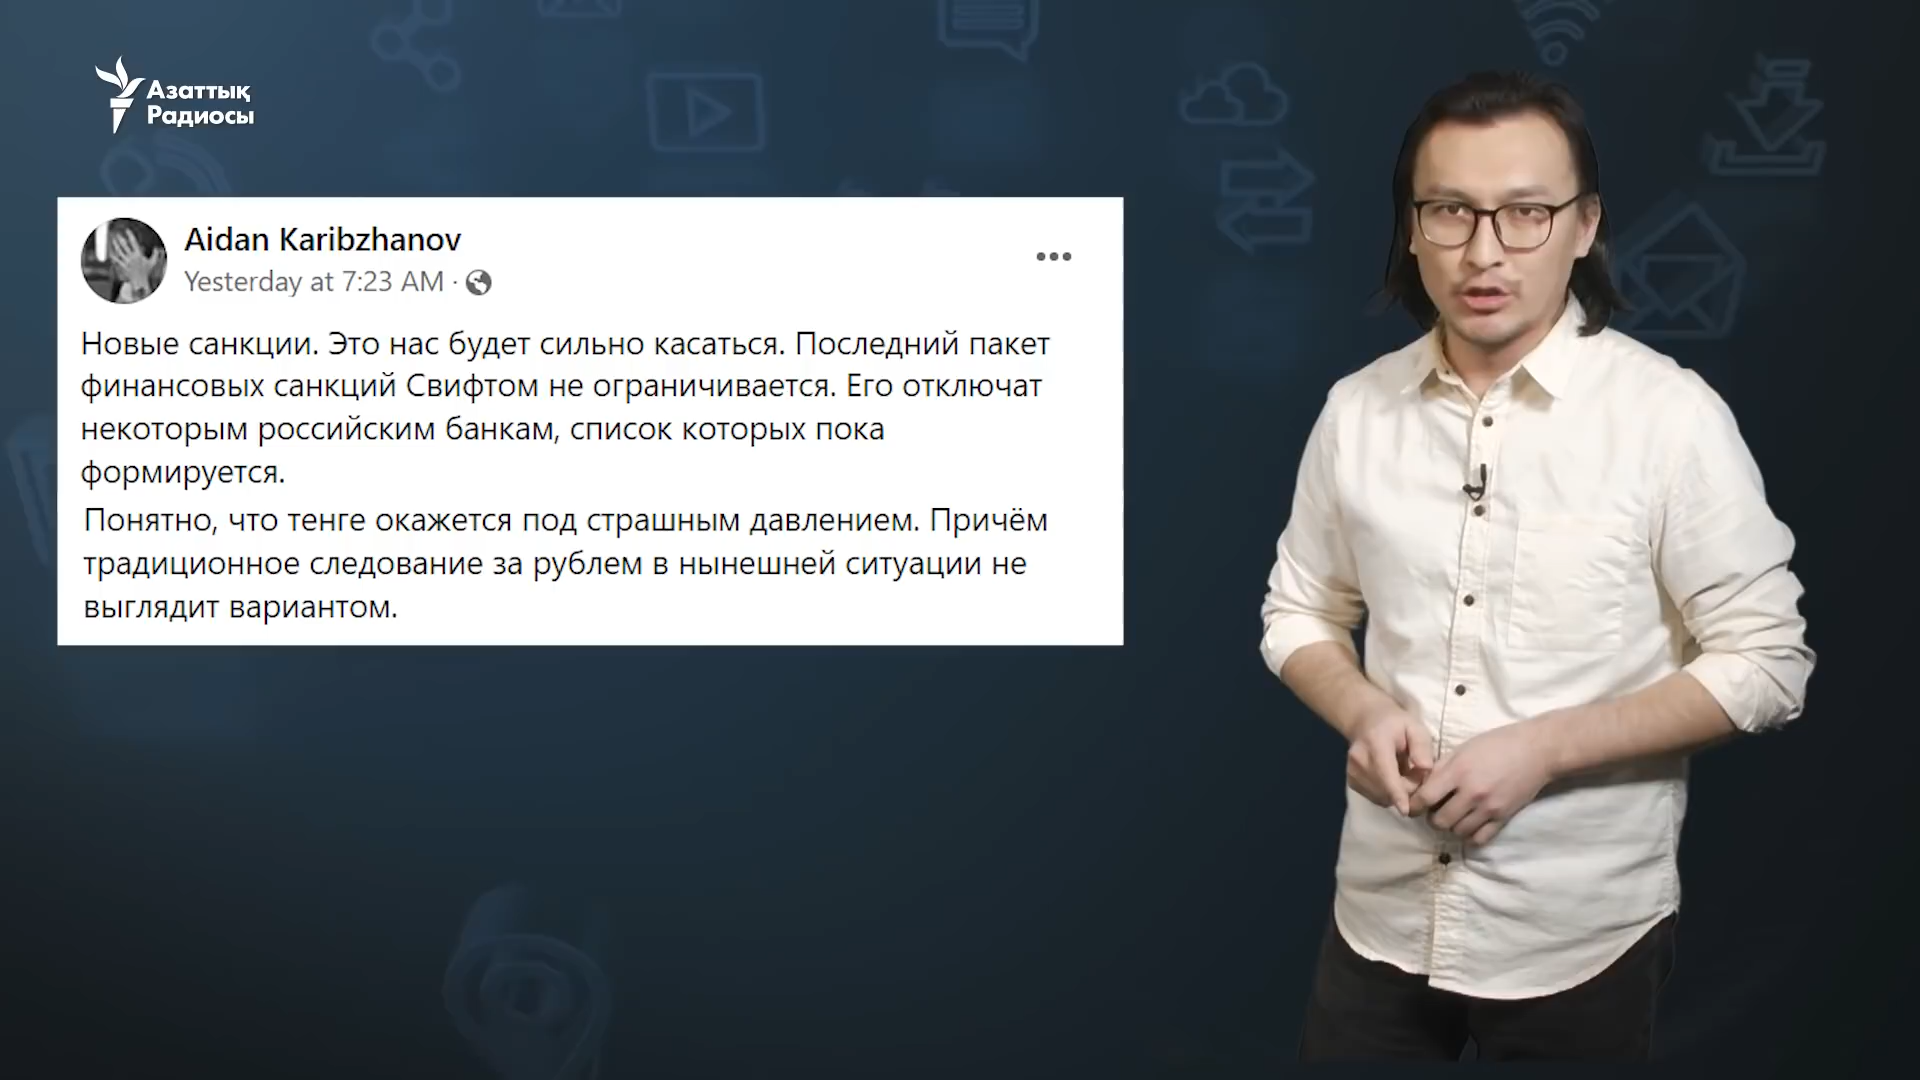 Азаттық
Радиосы
Aidan Karibzhanov
Yesterday at 7:23 AM ·
Новые санкции. Это нас будет сильно касаться. Последний пакет
финансовых санкций Свифтом не ограничивается. Его отключат
некоторым российским банкам, список которых пока
формируется.
Понятно, что тенге окажется под страшным давлением. Причём
традиционное следование за рублем в нынешней ситуации не
выглядит вариантом.